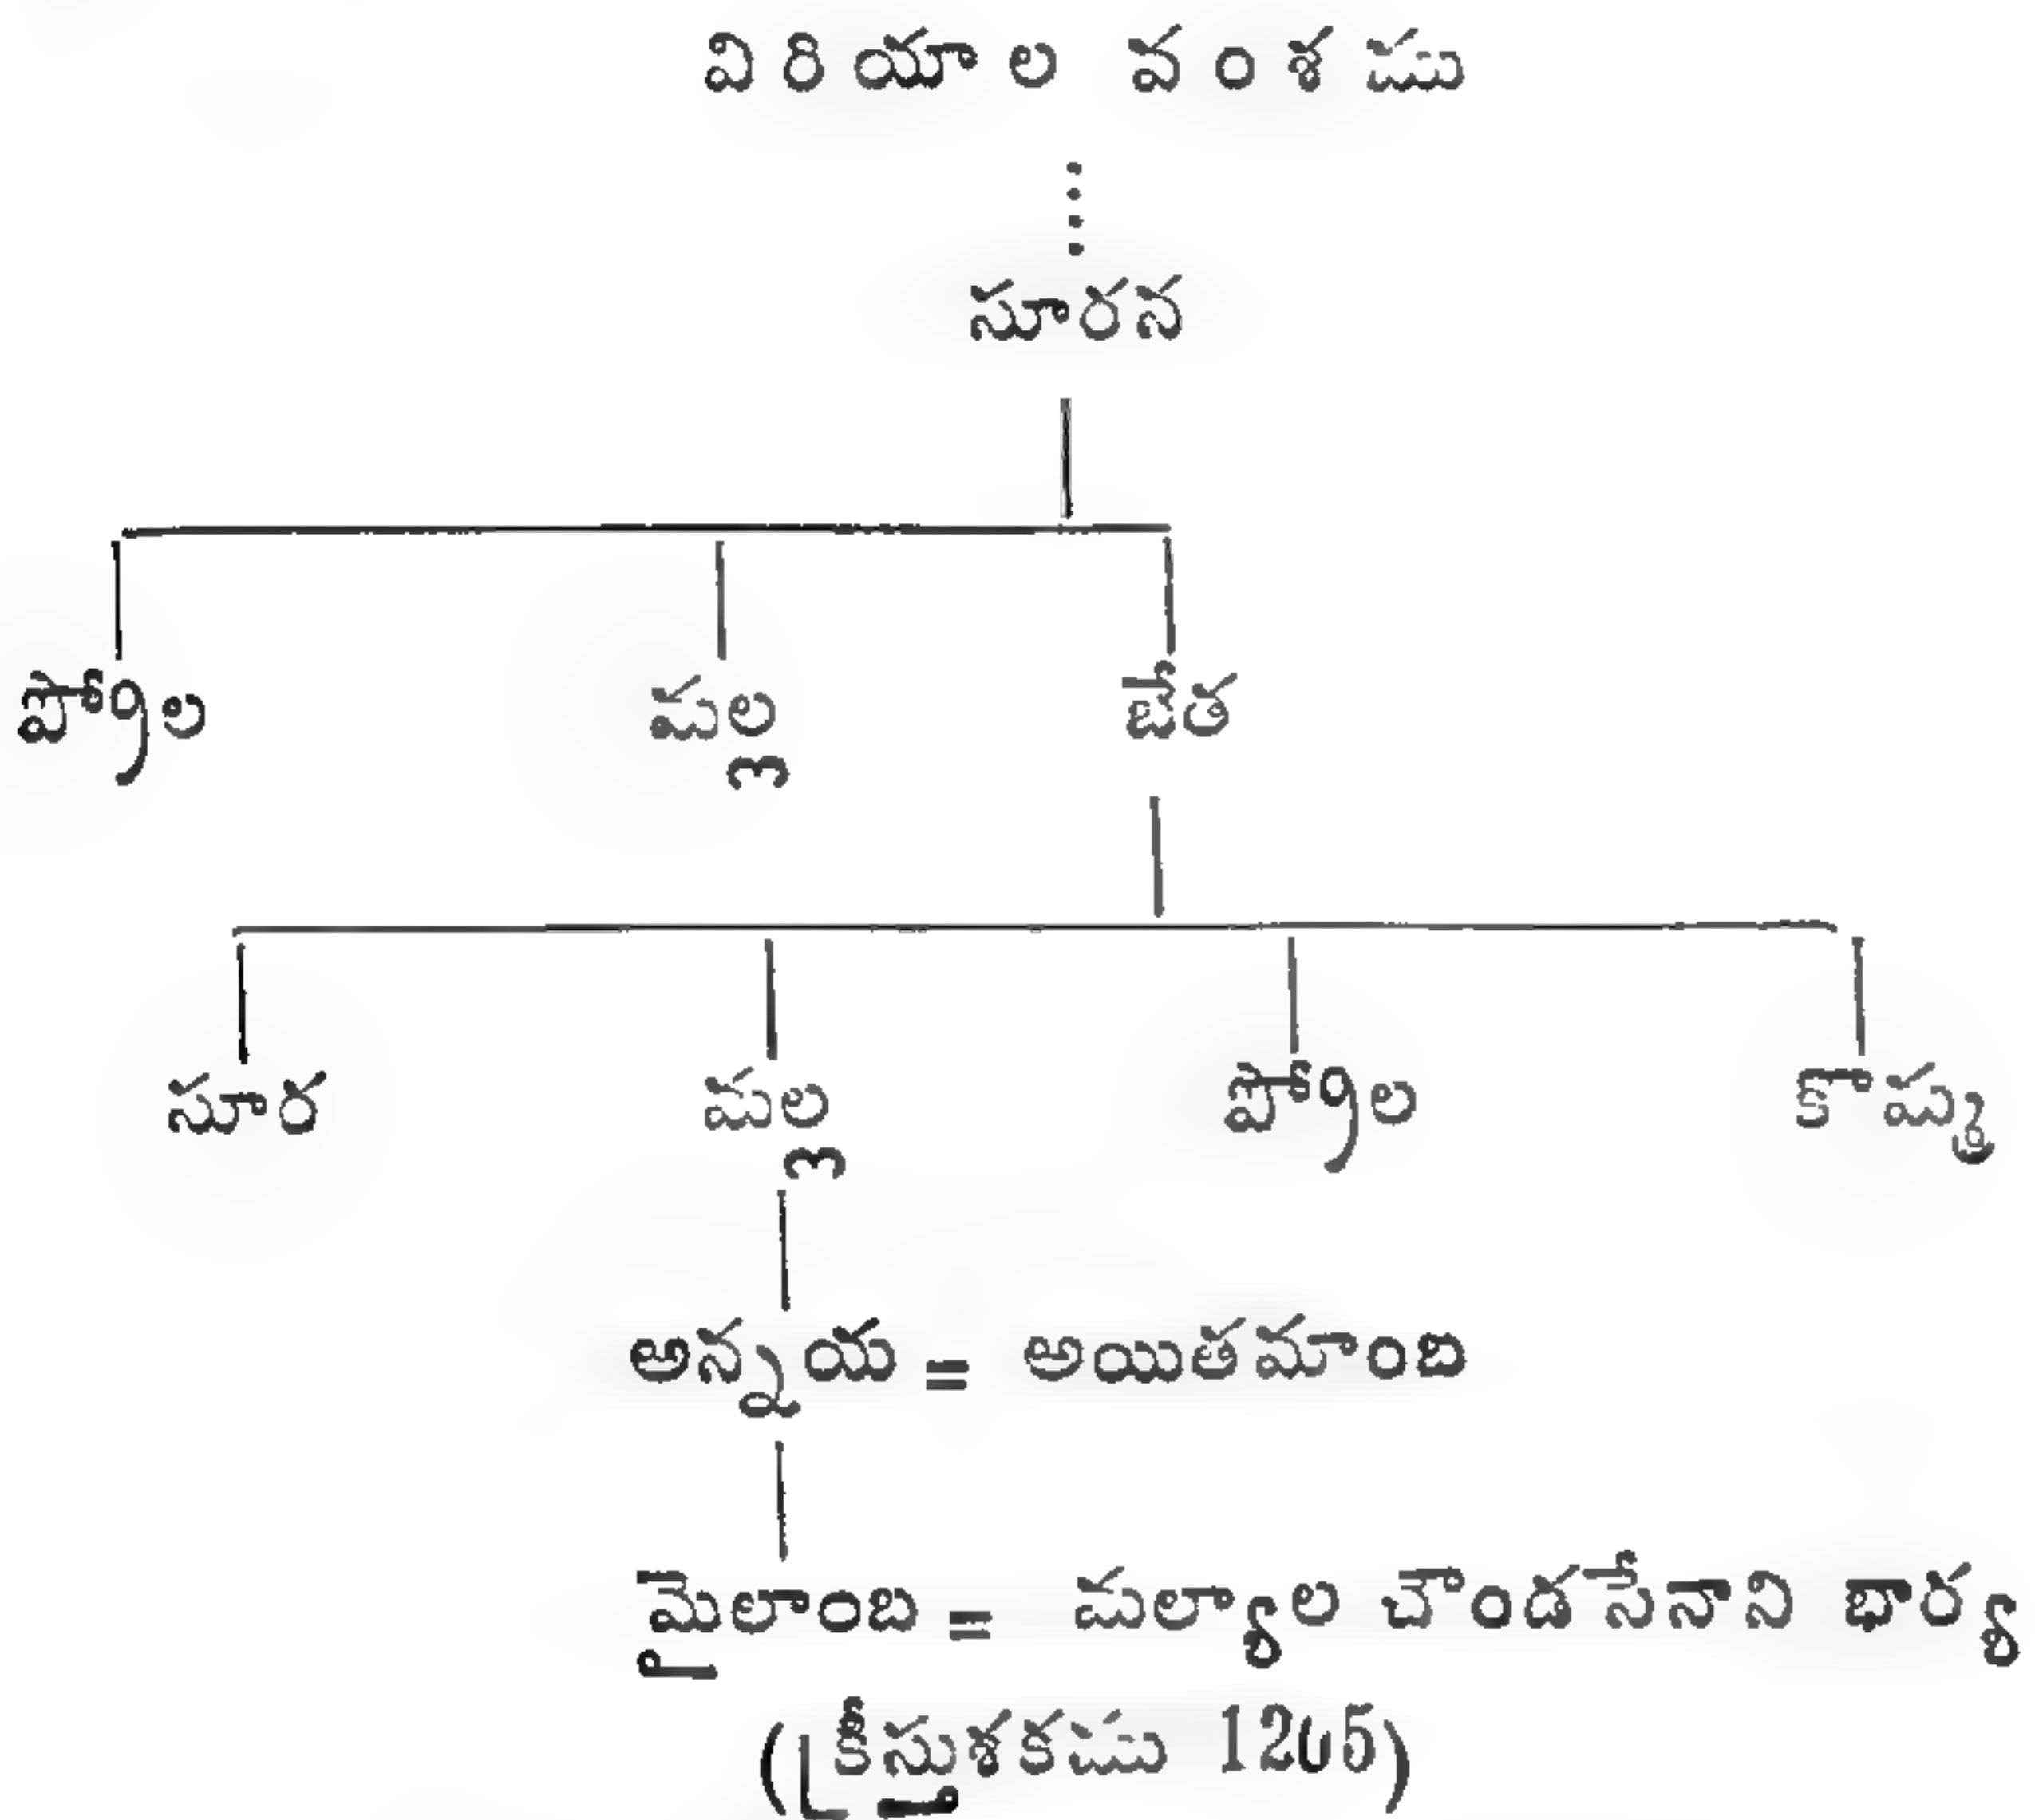 విరియాల వంశము
సూరన
పోఱ్ల మల్ల బేత
సూర మల్ల పోఱ్ల కొమ్మ
అన్నయ = అయితమాంబ
మైలాంబ = మల్యాల చౌండసేనాని భార్య
(క్రీస్తుశకము 1205)